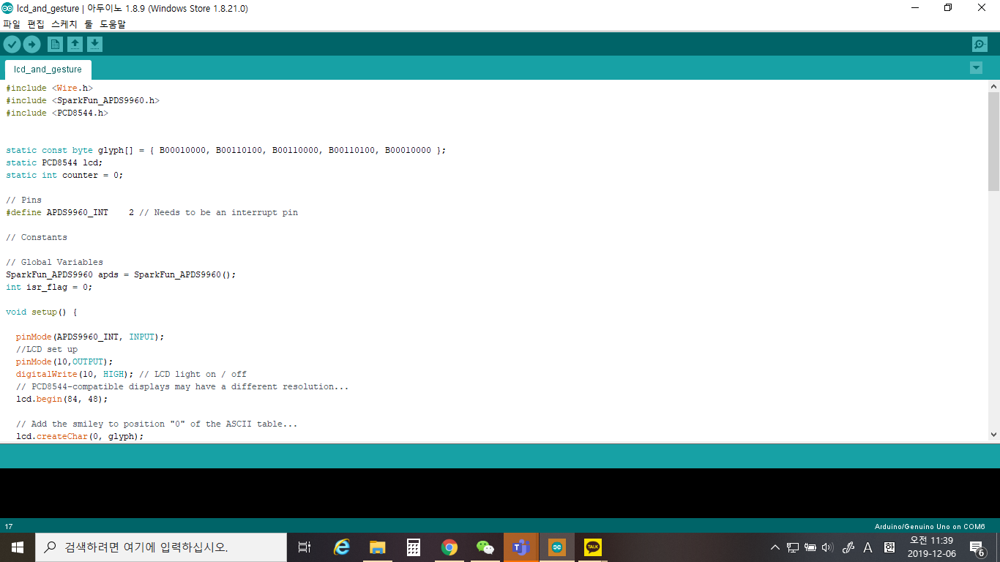 lcd_and_gesture | 아두이노 1.8.9 (Windows Store 1.8.21.0)
파일 편집 스케치 툴 도움말
lcd_and_gesture
#include <Wire.h>
#include <SparkFun_APDS9960.h>
#include <PCD8544.h>
static const byte glyph[] = { B00010000, B00110100, B00110000, B00110100, B00010000 };
static PCD8544 lcd;
static int counter = 0;
// Pins
#define APDS9960_INT    2 // Needs to be an interrupt pin
// Constants
// Global Variables
SparkFun_APDS9960 apds = SparkFun_APDS9960();
int isr_flag = 0;
void setup() {
  pinMode(APDS9960_INT, INPUT);
  //LCD set up
  pinMode(10,OUTPUT);
  digitalWrite(10, HIGH); // LCD light on / off
  // PCD8544-compatible displays may have a different resolution...
  lcd.begin(84, 48);
  // Add the smiley to position "0" of the ASCII table...
  lcd.createChar(0, glyph);
17
Arduino/Genuino Uno on COM6
검색하려면 여기에 입력하십시오.
TALK
A
한
오전 11:39
2019-12-06
6